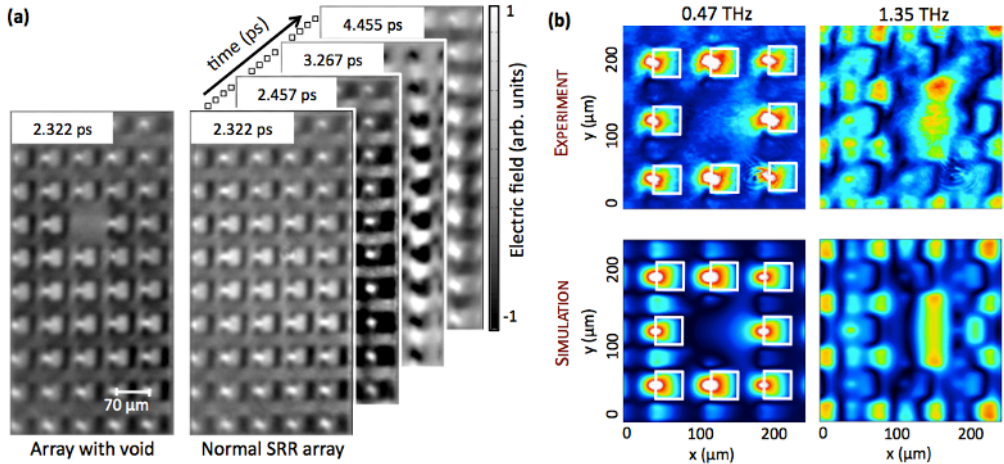 (a)
time (ps)
4.455 ps
3.267 ps
2.457 ps
2.322 ps
2.322 ps
70 µm
Array with void
Normal SRR array
1
Electric field (arb. units)
-1
(b)
0.47 THz
1.35 THz
EXPERIMENT
y (µm)
200
100
0
SIMULATION
y (µm)
200
100
0
0
100
200
0
100
200
x (µm)
x (µm)